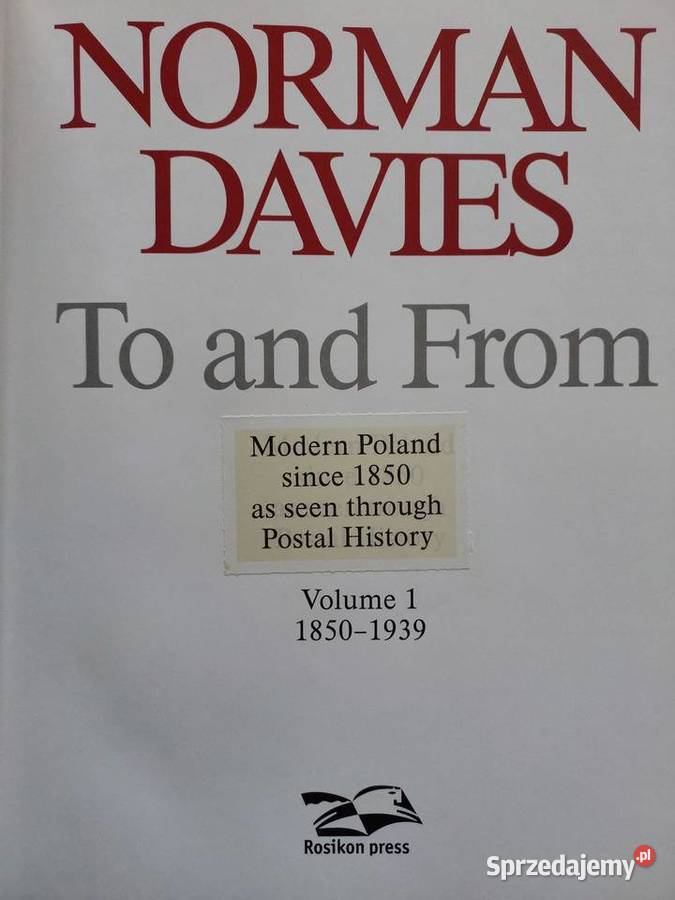 NORMAN
DAVIES
To and From
Modern Poland
since 1850
as seen through
Postal History
Volume 1
1850–1939
Rosikon press
Sprzedajemy.pl